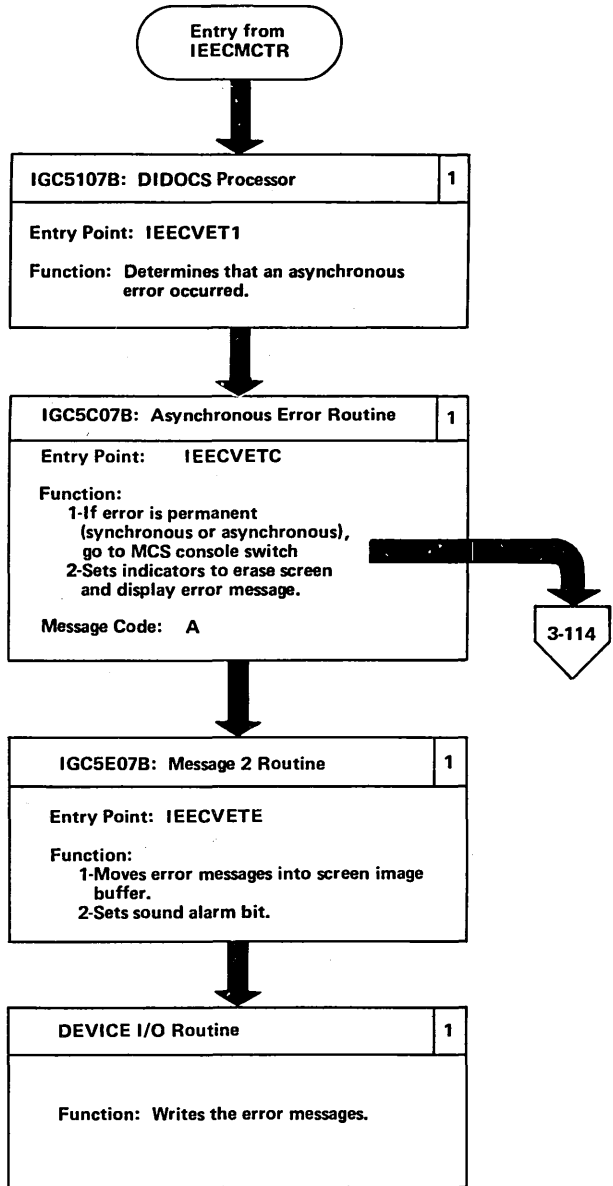 Entry from
IEECMCTR
IGC5107B: DIDOCS Processor 1
Entry Point: IEECVET1
Function: Determines that an asynchronous
error occurred.
IGC5C07B: Asynchronous Error Routine 1
Entry Point: IEECVETC
Function:
1-If error is permanent
(synchronous or asynchronous),
go to MCS console switch
2-Sets indicators to erase screen
and display error message.
Message Code: A
3-114
IGC5E07B: Message 2 Routine 1
Entry Point: IEECVETE
Function:
1-Moves error messages into screen image
buffer.
2-Sets sound alarm bit.
DEVICE I/O Routine 1
Function: Writes the error messages.